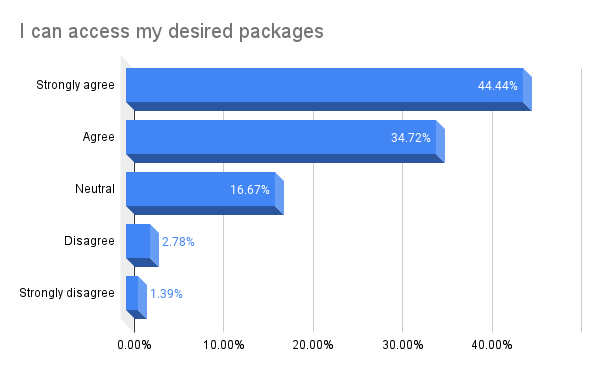 I can access my desired packages
Strongly agree 44.44%
Agree 34.72%
Neutral 16.67%
Disagree 2.78%
Strongly disagree 1.39%
0.00% 10.00% 20.00% 30.00% 40.00%